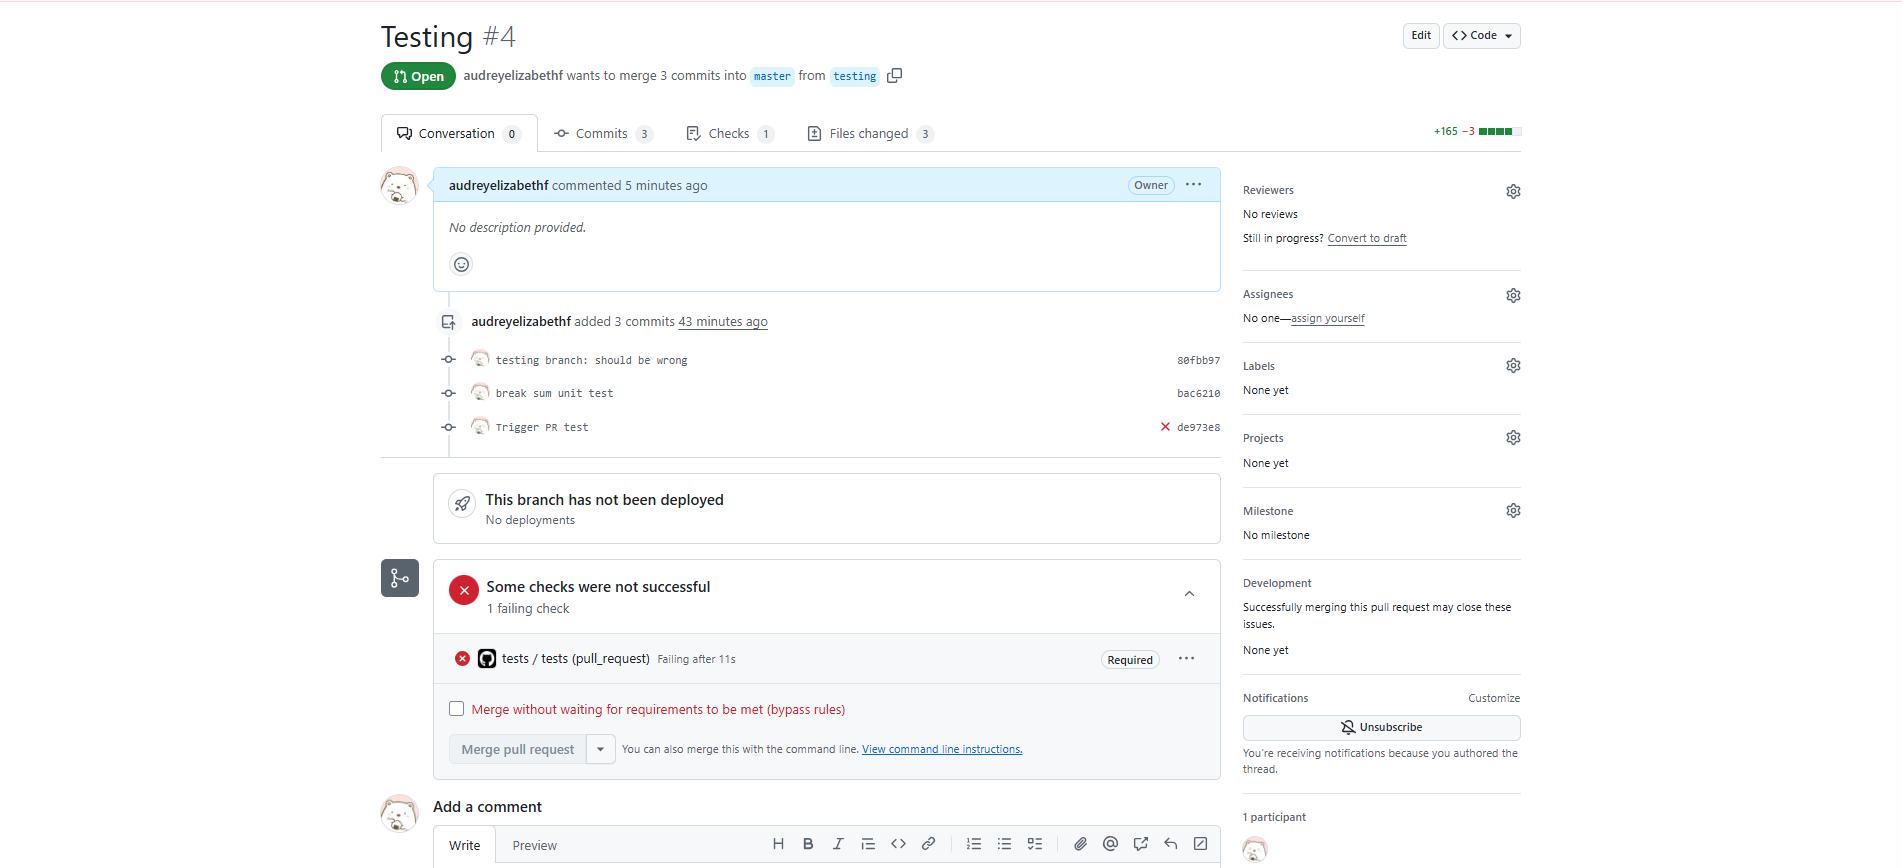 Testing #4
Edit
Code
Open
audreyelizabethf wants to merge 3 commits into master from testing
Conversation 0
Commits 3
Checks 1
Files changed 3
+165 −3
audreyelizabethf commented 5 minutes ago
Owner
No description provided.
audreyelizabethf added 3 commits 43 minutes ago
testing branch: should be wrong
80fbb97
break sum unit test
bac6210
Trigger PR test
de973e8
This branch has not been deployed
No deployments
Some checks were not successful
1 failing check
tests / tests (pull_request) Failing after 11s
Required
Merge without waiting for requirements to be met (bypass rules)
Merge pull request
You can also merge this with the command line. View command line instructions.
Add a comment
Write
Preview
Reviewers
No reviews
Still in progress? Convert to draft
Assignees
No one—assign yourself
Labels
None yet
Projects
None yet
Milestone
No milestone
Development
Successfully merging this pull request may close these
issues.
None yet
Notifications
Customize
Unsubscribe
You're receiving notifications because you authored the
thread.
1 participant